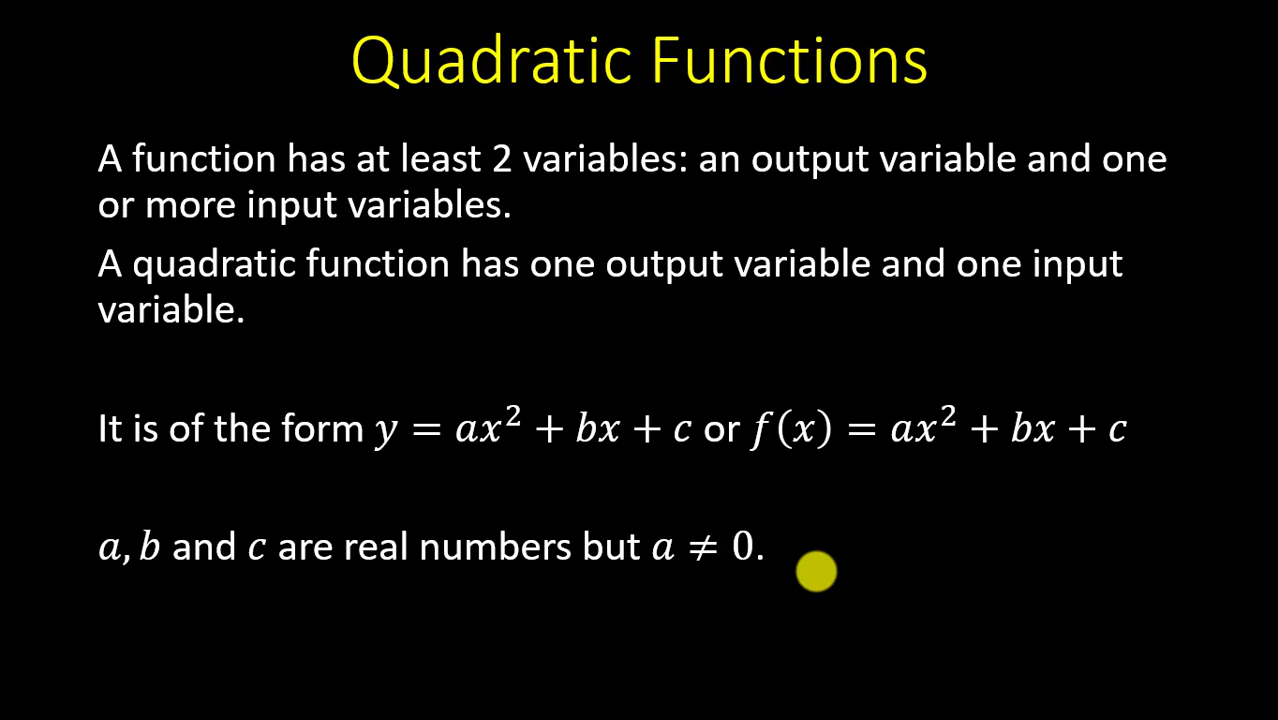 Quadratic Functions
A function has at least 2 variables: an output variable and one
or more input variables.
A quadratic function has one output variable and one input
variable.
It is of the form y = ax² + bx + c or f(x) = ax² + bx + c
a, b and c are real numbers but a ≠ 0.